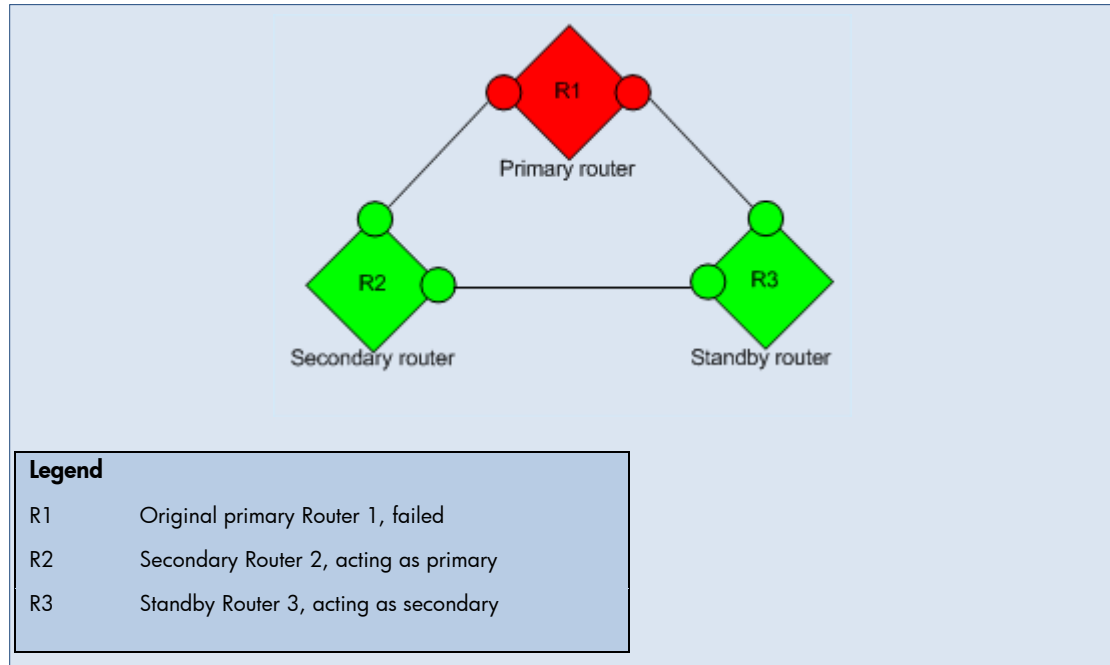 R1
Primary router
R2
R3
Secondary router
Standby router
Legend
R1 Original primary Router 1, failed
R2 Secondary Router 2, acting as primary
R3 Standby Router 3, acting as secondary